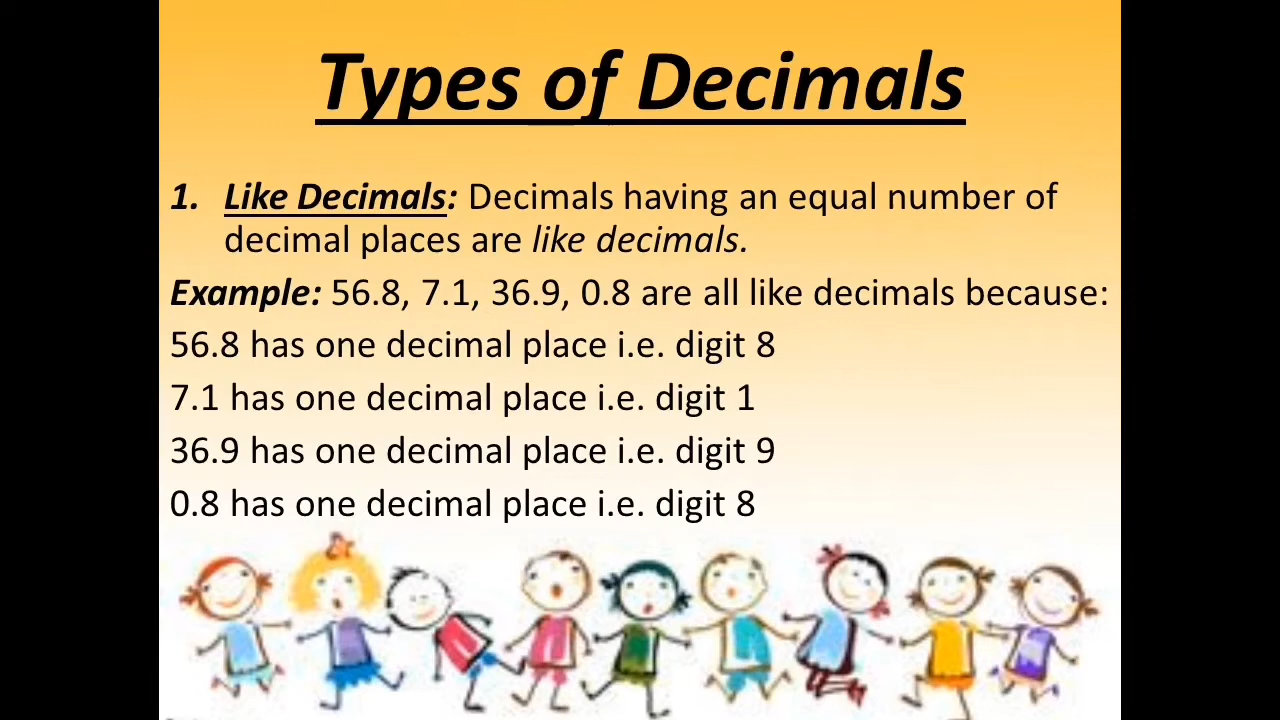 Types of Decimals
1. Like Decimals: Decimals having an equal number of
decimal places are like decimals.
Example: 56.8, 7.1, 36.9, 0.8 are all like decimals because:
56.8 has one decimal place i.e. digit 8
7.1 has one decimal place i.e. digit 1
36.9 has one decimal place i.e. digit 9
0.8 has one decimal place i.e. digit 8